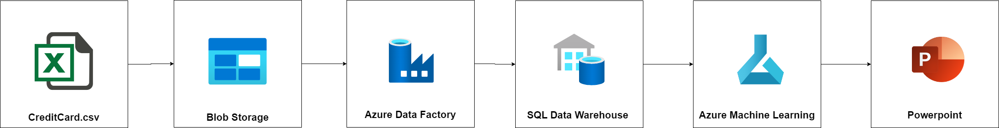 X
P
CreditCard.csv
Blob Storage
Azure Data Factory
SQL Data Warehouse
Azure Machine Learning
Powerpoint